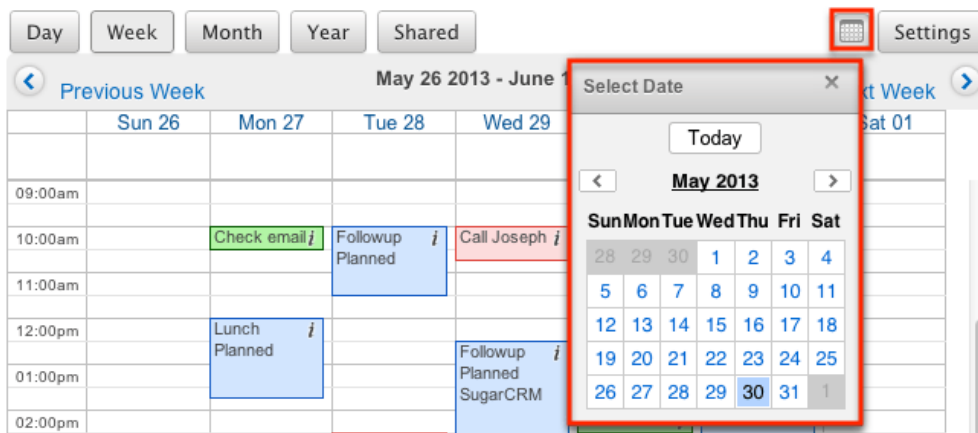 Day Week Month Year Shared Settings
Previous Week May 26 2013 - June 1 xt Week
Sun 26 Mon 27 Tue 28 Wed 29 Sat 01
09:00am
10:00am
11:00am
12:00pm
01:00pm
02:00pm
Check email i
Followup i
Planned
Call Joseph i
Lunch i
Planned
Followup i
Planned
SugarCRM
Select Date ×
Today
< May 2013 >
Sun Mon Tue Wed Thu Fri Sat
28 29 30 1 2 3 4
5 6 7 8 9 10 11
12 13 14 15 16 17 18
19 20 21 22 23 24 25
26 27 28 29 30 31 1